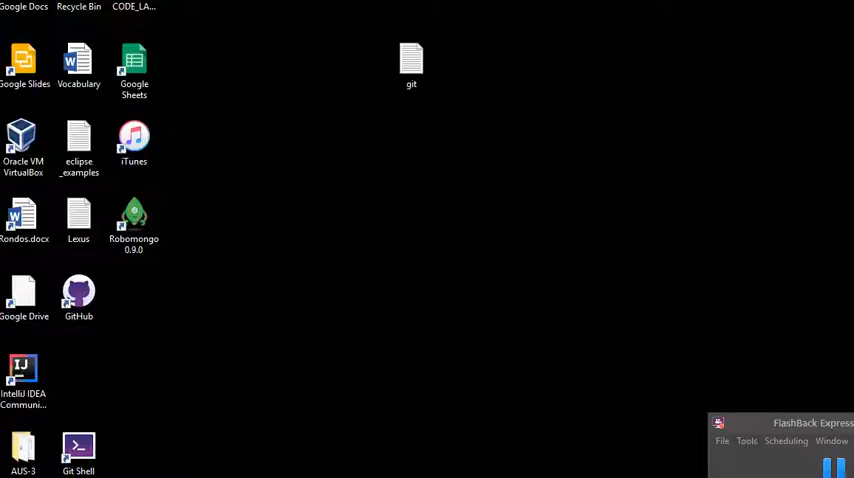 Google Docs
Recycle Bin
CODE_LA...
Google Slides
Vocabulary
Google
Sheets
git
Oracle VM
VirtualBox
eclipse
_examples
iTunes
Rondos.docx
Lexus
Robomongo
0.9.0
Google Drive
GitHub
IJ
IntelliJ IDEA
Communi...
AUS-3
Git Shell
FlashBack Express
File Tools Scheduling Window